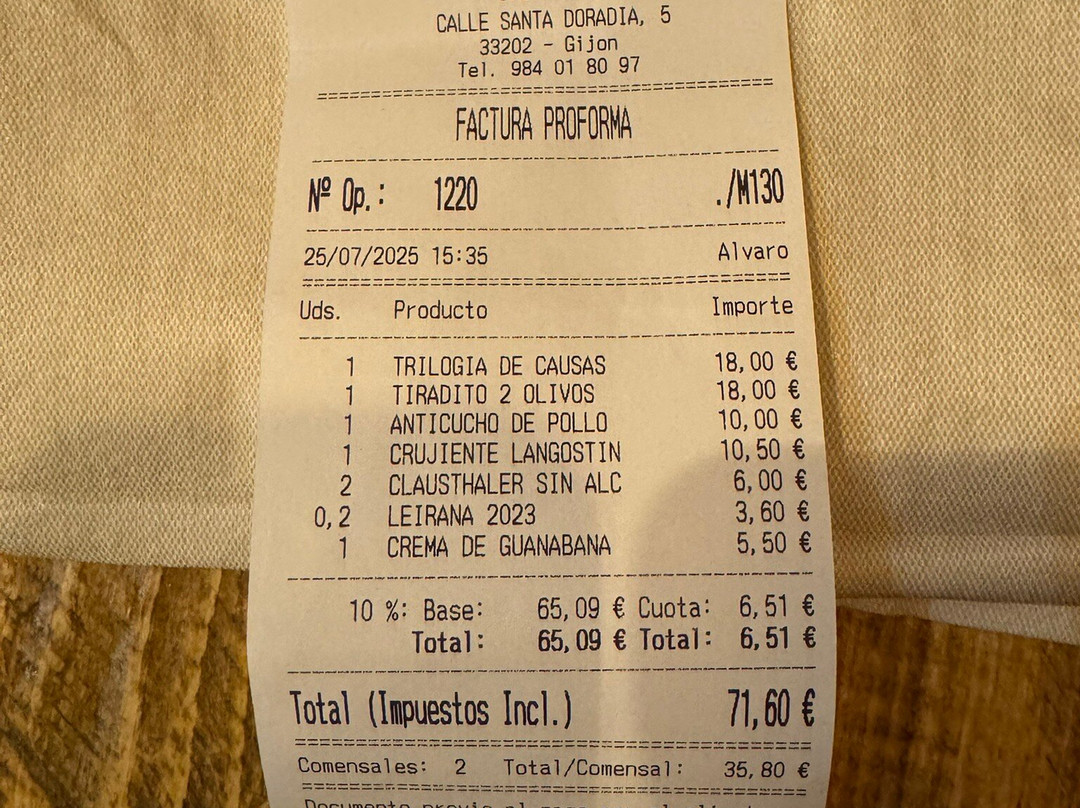 CALLE SANTA DORADIA, 5
33202 - Gijon
Tel. 984 01 80 97
FACTURA PROFORMA
Nº Op.: 1220 ./M130
25/07/2025 15:35 Alvaro
Uds. Producto Importe
1 TRILOGIA DE CAUSAS 18,00 €
1 TIRADITO 2 OLIVOS 18,00 €
1 ANTICUCHO DE POLLO 10,00 €
1 CRUJIENTE LANGOSTIN 10,50 €
2 CLAUSTHALER SIN ALC 6,00 €
0,2 LEIRANA 2023 3,60 €
1 CREMA DE GUANABANA 5,50 €
10 %: Base: 65,09 € Cuota: 6,51 €
Total: 65,09 € Total: 6,51 €
Total (Impuestos Incl.) 71,60 €
Comensales: 2 Total/Comensal: 35,80 €
Documento previo al